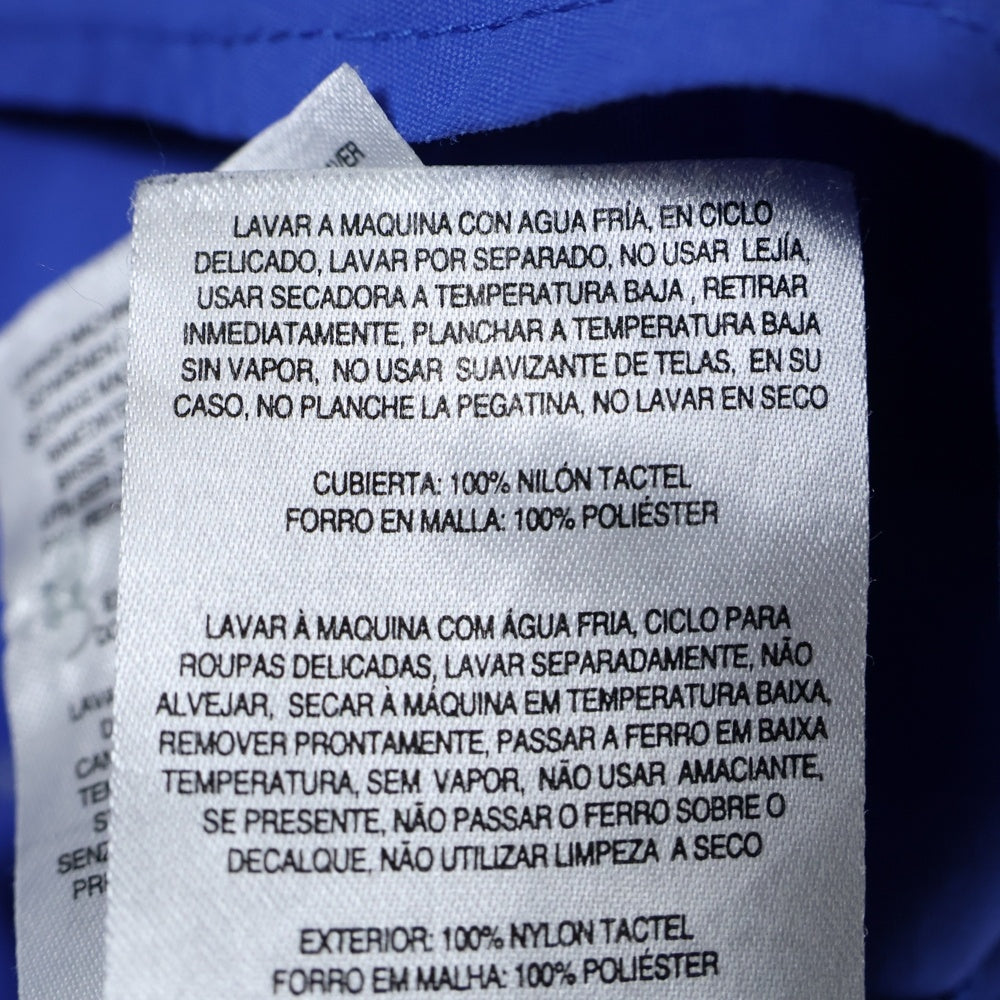 VER
LAVAR A MAQUINA CON AGUA FRÍA, EN CICLO
DELICADO, LAVAR POR SEPARADO, NO USAR LEJÍA,
USAR SECADORA A TEMPERATURA BAJA , RETIRAR
INMEDIATAMENTE, PLANCHAR A TEMPERATURA BAJA
SIN VAPOR, NO USAR SUAVIZANTE DE TELAS, EN SU
CASO, NO PLANCHE LA PEGATINA, NO LAVAR EN SECO
CUBIERTA: 100% NILÓN TACTEL
FORRO EN MALLA: 100% POLIÉSTER
LAVAR À MAQUINA COM ÁGUA FRIA, CICLO PARA
ROUPAS DELICADAS, LAVAR SEPARADAMENTE, NÃO
ALVEJAR, SECAR À MÁQUINA EM TEMPERATURA BAIXA,
REMOVER PRONTAMENTE, PASSAR A FERRO EM BAIXA
TEMPERATURA, SEM VAPOR, NÃO USAR AMACIANTE,
SE PRESENTE, NÃO PASSAR O FERRO SOBRE O
DECALQUE, NÃO UTILIZAR LIMPEZA A SECO
EXTERIOR: 100% NYLON TACTEL
FORRO EM MALHA: 100% POLIÉSTER